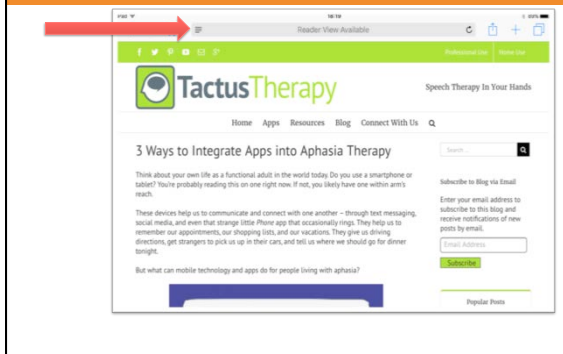 iPad
18:19
Reader View Available
Professional Use Home Use
TactusTherapy
Speech Therapy In Your Hands
Home Apps Resources Blog Connect With Us
3 Ways to Integrate Apps into Aphasia Therapy
Think about your own life as a functional adult in the world today. Do you use a smartphone or
tablet? You're probably reading this on one right now. If not, you likely have one within arm's
reach.
These devices help us to communicate and connect with one another – through text messaging,
social media, and even that strange little Phone app that occasionally rings. They help us to
remember our appointments, our shopping lists, and our vacations. They give us driving
directions, get strangers to pick us up in their cars, and tell us where we should go for dinner
tonight.
But what can mobile technology and apps do for people living with aphasia?
Search...
Subscribe to Blog via Email
Enter your email address to
subscribe to this blog and
receive notifications of new
posts by email.
Email Address
Subscribe
Popular Posts